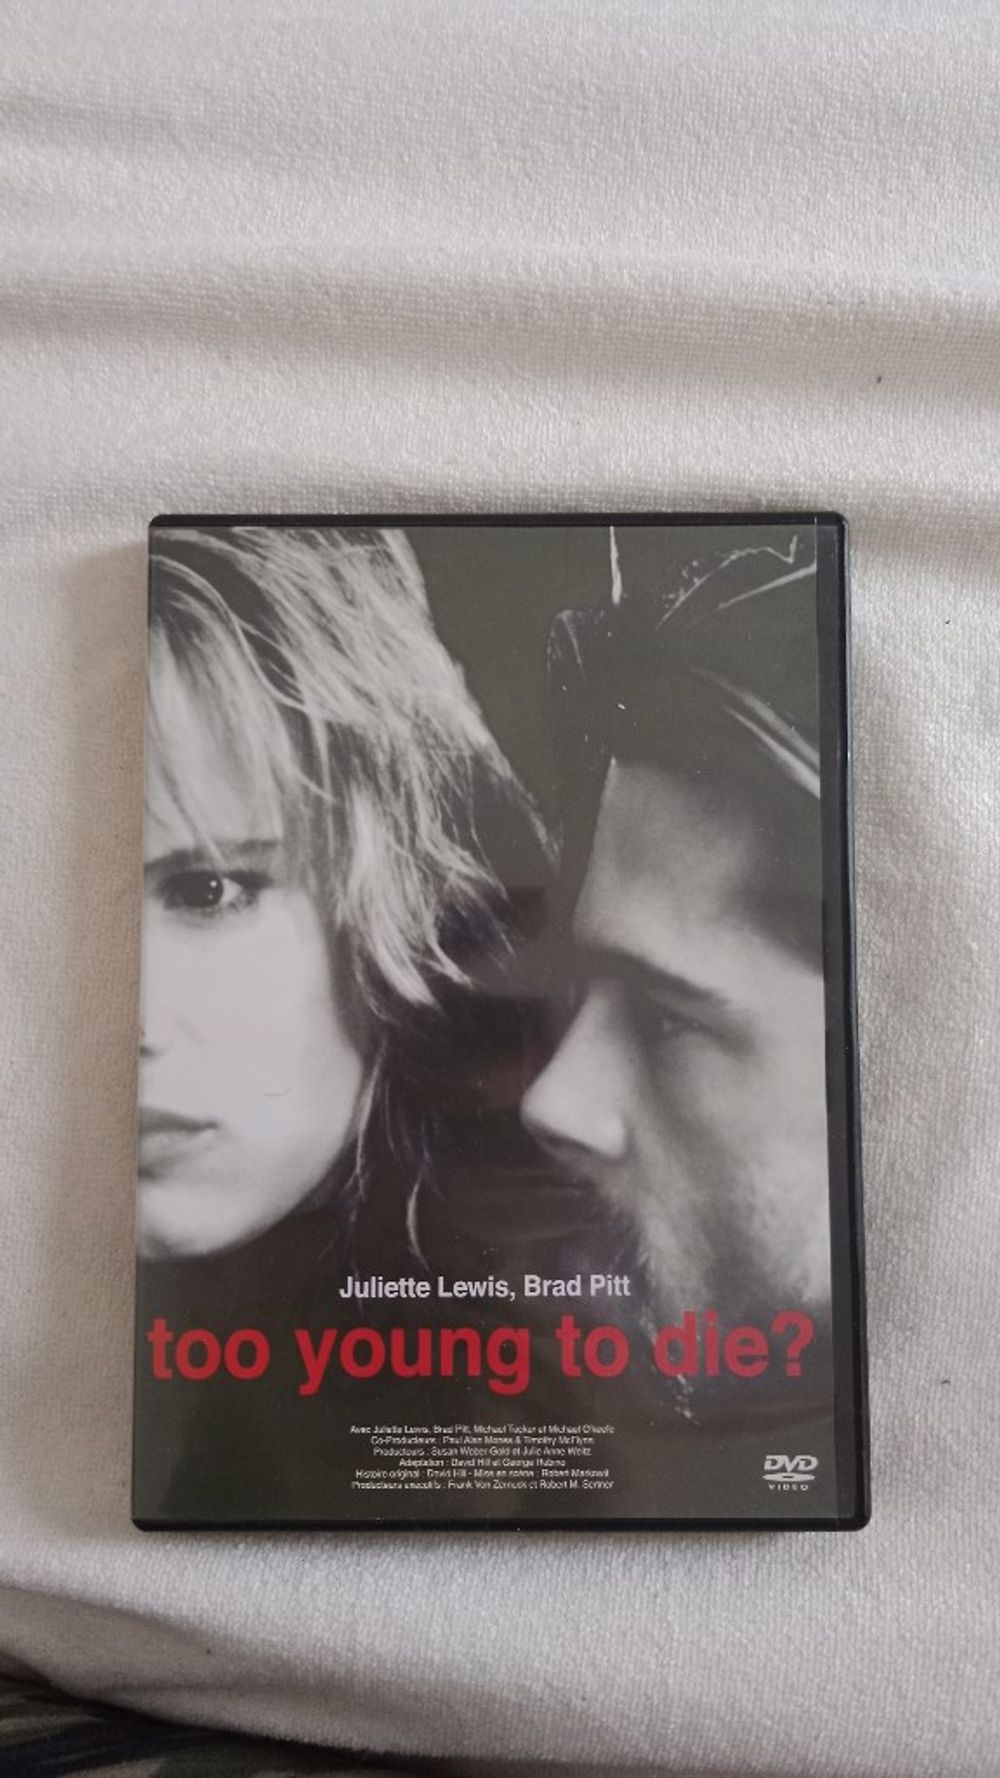 Juliette Lewis, Brad Pitt
too young to die?
Avec Juliette Lewis, Brad Pitt, Michael Tucker et Michael O'keefe
Co-Producteurs : Paul Alan Mones & Timothy McFlynn
Producteurs : Susan Weber-Gold et Julie Anne Weitz
Adaptation : David Hill et George Rubino
Histoire original : David Hill - Mise en scène : Robert Markowit
Producteurs executifs : Frank Von Zerneck et Robert M. Sertner
DVD
VIDEO